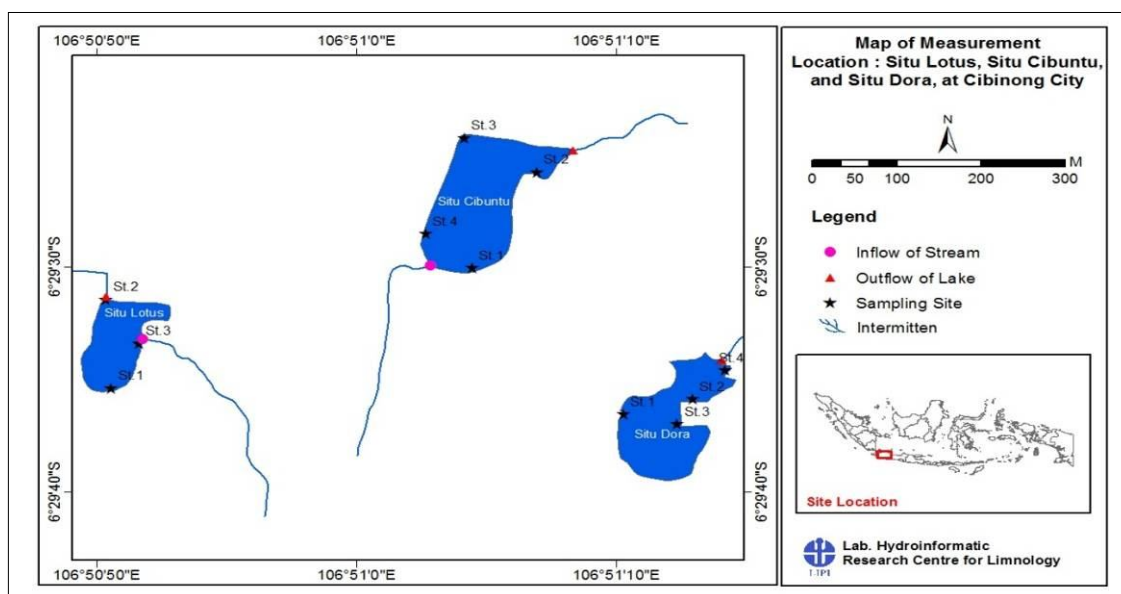 106°50'50"E
106°51'0"E
106°51'10"E
St.3
St.2
Situ Cibuntu
St.4
St.1
6°29'30"S
6°29'30"S
St.2
Situ Lotus
St.3
St.1
St.4
St.2
St.1
St.3
Situ Dora
6°29'40"S
6°29'40"S
106°50'50"E
106°51'0"E
106°51'10"E
Map of Measurement
Location : Situ Lotus, Situ Cibuntu,
and Situ Dora, at Cibinong City
N
M
0 50 100 200 300
Legend
Inflow of Stream
Outflow of Lake
Sampling Site
Intermitten
Site Location
Lab. Hydroinformatic
Research Centre for Limnology